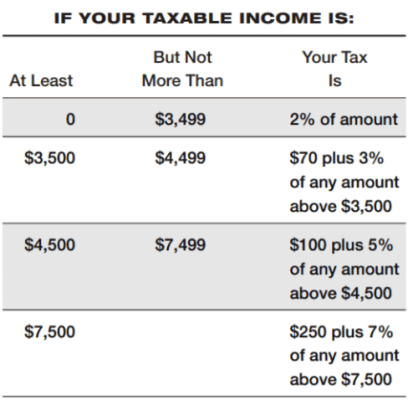 IF YOUR TAXABLE INCOME IS:
At Least
But Not
More Than
Your Tax
Is
0 $3,499 2% of amount
$3,500 $4,499 $70 plus 3%
of any amount
above $3,500
$4,500 $7,499 $100 plus 5%
of any amount
above $4,500
$7,500 $250 plus 7%
of any amount
above $7,500